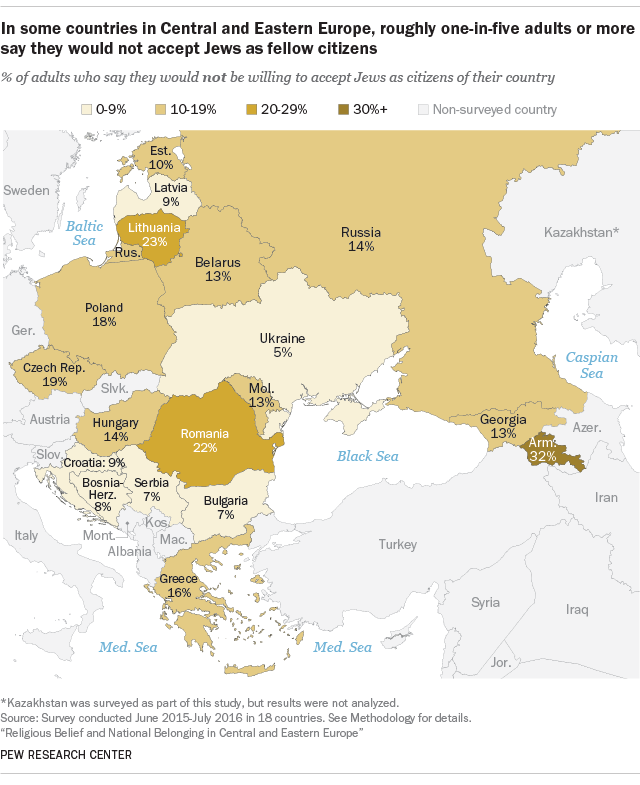 In some countries in Central and Eastern Europe, roughly one-in-five adults or more
say they would not accept Jews as fellow citizens
% of adults who say they would not be willing to accept Jews as citizens of their country
0-9%
10-19%
20-29%
30%+
Non-surveyed country
Est.
10%
Sweden
Latvia
9%
Baltic
Sea
Lithuania
23%
Russia
14%
Kazakhstan*
Rus.
Belarus
13%
Poland
18%
Ger.
Ukraine
5%
Czech Rep.
19%
Caspian
Sea
Slvk.
Mol.
13%
Austria
Hungary
14%
Romania
22%
Georgia
13%
Azer.
Arm.
32%
Slov.
Croatia: 9%
Black Sea
Bosnia-
Herz.
8%
Serbia
7%
Bulgaria
7%
Iran
Italy
Mont.
Kos.
Mac.
Albania
Turkey
Greece
16%
Syria
Iraq
Med. Sea
Med. Sea
Jor.
*Kazakhstan was surveyed as part of this study, but results were not analyzed.
Source: Survey conducted June 2015-July 2016 in 18 countries. See Methodology for details.
“Religious Belief and National Belonging in Central and Eastern Europe”
PEW RESEARCH CENTER